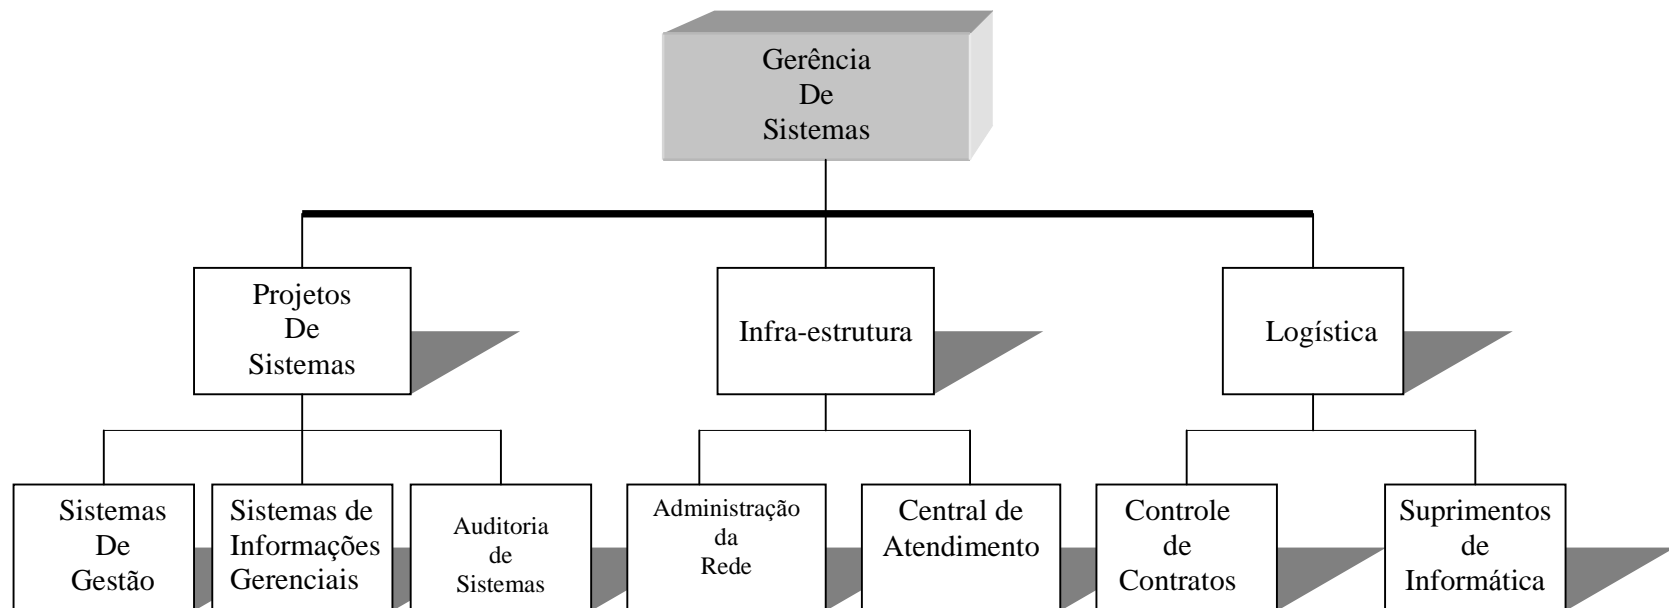 Gerência
De
Sistemas
Projetos
De
Sistemas
Infra-estrutura
Logística
Sistemas
De
Gestão
Sistemas de
Informações
Gerenciais
Auditoria
de
Sistemas
Administração
da
Rede
Central de
Atendimento
Controle
de
Contratos
Suprimentos
de
Informática